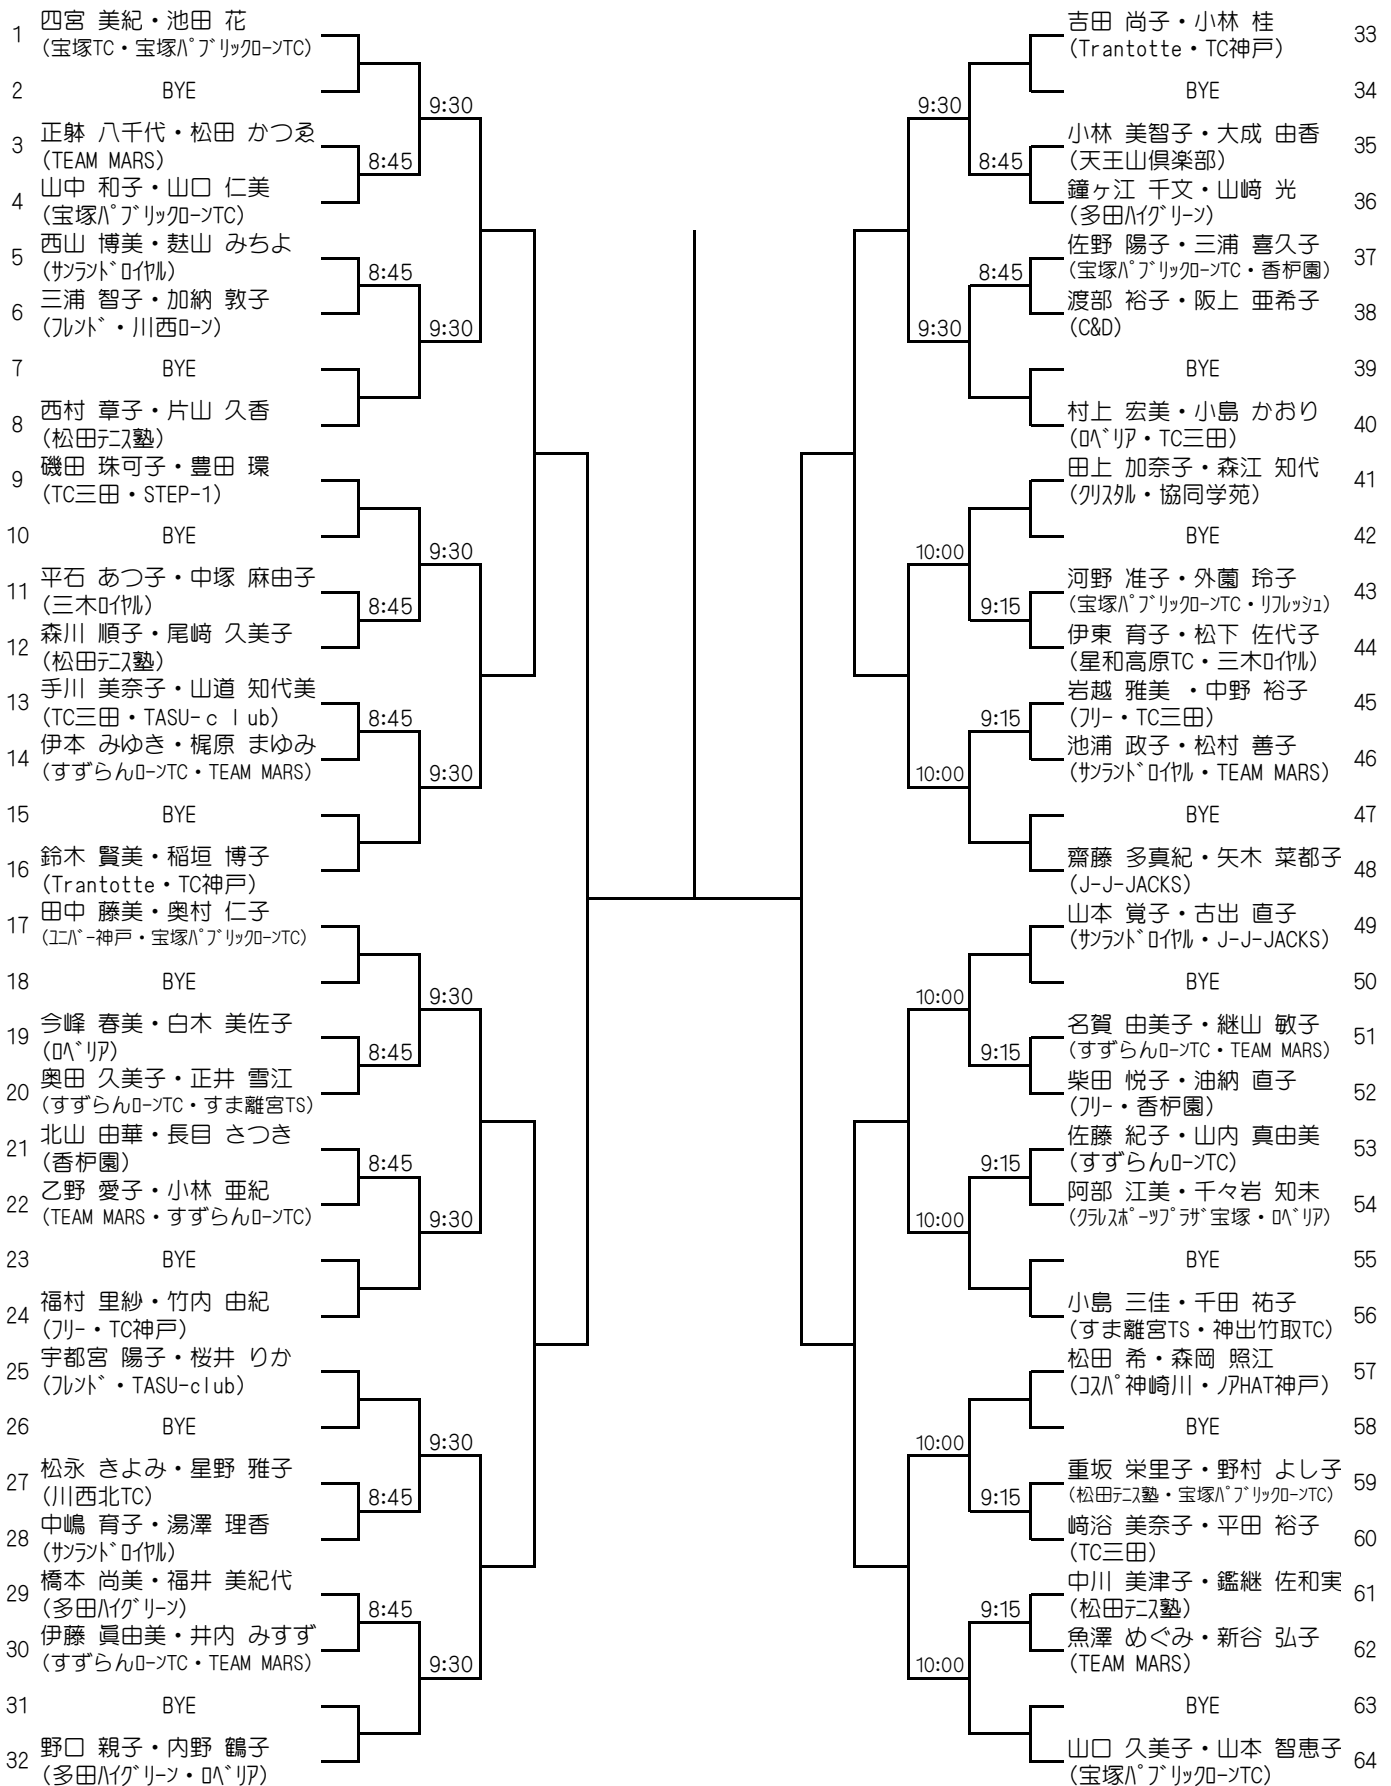 1
四宮 美紀・池田 花
(宝塚TC・宝塚ﾊﾟﾌﾞﾘｯｸﾛｰﾝTC)
2
BYE
9:30
3
正躰 八千代・松田 かつゑ
(TEAM MARS)
8:45
4
山中 和子・山口 仁美
(宝塚ﾊﾟﾌﾞﾘｯｸﾛｰﾝTC)
5
西山 博美・麸山 みちよ
(ｻﾝﾗﾝﾄﾞﾛｲﾔﾙ)
8:45
6
三浦 智子・加納 敦子
(ﾌﾚﾝﾄﾞ・川西ﾛｰﾝ)
9:30
7
BYE
8
西村 章子・片山 久香
(松田ﾃﾆｽ塾)
9
磯田 珠可子・豊田 環
(TC三田・STEP-1)
10
BYE
9:30
11
平石 あつ子・中塚 麻由子
(三木ﾛｲﾔﾙ)
8:45
12
森川 順子・尾﨑 久美子
(松田ﾃﾆｽ塾)
13
手川 美奈子・山道 知代美
(TC三田・TASU-ｃｌub)
8:45
14
伊本 みゆき・梶原 まゆみ
(すずらんﾛｰﾝTC・TEAM MARS)
9:30
15
BYE
16
鈴木 賢美・稲垣 博子
(Trantotte・TC神戸)
17
田中 藤美・奥村 仁子
(ﾕﾆﾊﾞｰ神戸・宝塚ﾊﾟﾌﾞﾘｯｸﾛｰﾝTC)
18
BYE
9:30
19
今峰 春美・白木 美佐子
(ﾛﾍﾞﾘｱ)
8:45
20
奥田 久美子・正井 雪江
(すずらんﾛｰﾝTC・すま離宮TS)
21
北山 由華・長目 さつき
(香枦園)
8:45
22
乙野 愛子・小林 亜紀
(TEAM MARS・すずらんﾛｰﾝTC)
9:30
23
BYE
24
福村 里紗・竹内 由紀
(ﾌﾘｰ・TC神戸)
25
宇都宮 陽子・桜井 りか
(ﾌﾚﾝﾄﾞ・TASU-club)
26
BYE
9:30
27
松永 きよみ・星野 雅子
(川西北TC)
8:45
28
中嶋 育子・湯澤 理香
(ｻﾝﾗﾝﾄﾞﾛｲﾔﾙ)
29
橋本 尚美・福井 美紀代
(多田ﾊｲｸﾞﾘｰﾝ)
8:45
30
伊藤 眞由美・井内 みすず
(すずらんﾛｰﾝTC・TEAM MARS)
9:30
31
BYE
32
野口 親子・内野 鶴子
(多田ﾊｲｸﾞﾘｰﾝ・ﾛﾍﾞﾘｱ)
吉田 尚子・小林 桂
(Trantotte・TC神戸)
33
BYE
34
9:30
小林 美智子・大成 由香
(天王山倶楽部)
35
8:45
鐘ヶ江 千文・山﨑 光
(多田ﾊｲｸﾞﾘｰﾝ)
36
佐野 陽子・三浦 喜久子
(宝塚ﾊﾟﾌﾞﾘｯｸﾛｰﾝTC・香枦園)
37
8:45
渡部 裕子・阪上 亜希子
(C&D)
38
9:30
BYE
39
村上 宏美・小島 かおり
(ﾛﾍﾞﾘｱ・TC三田)
40
田上 加奈子・森江 知代
(ｸﾘｽﾀﾙ・協同学苑)
41
BYE
42
10:00
河野 准子・外薗 玲子
(宝塚ﾊﾟﾌﾞﾘｯｸﾛｰﾝTC・ﾘﾌﾚｯｼｭ)
43
9:15
伊東 育子・松下 佐代子
(星和高原TC・三木ﾛｲﾔﾙ)
44
岩越 雅美 ・中野 裕子
(ﾌﾘｰ・TC三田)
45
9:15
池浦 政子・松村 善子
(ｻﾝﾗﾝﾄﾞﾛｲﾔﾙ・TEAM MARS)
46
10:00
BYE
47
齋藤 多真紀・矢木 菜都子
(J-J-JACKS)
48
山本 覚子・古出 直子
(ｻﾝﾗﾝﾄﾞﾛｲﾔﾙ・J-J-JACKS)
49
BYE
50
10:00
名賀 由美子・継山 敏子
(すずらんﾛｰﾝTC・TEAM MARS)
51
9:15
柴田 悦子・油納 直子
(ﾌﾘｰ・香枦園)
52
佐藤 紀子・山内 真由美
(すずらんﾛｰﾝTC)
53
9:15
阿部 江美・千々岩 知未
(ｸﾗﾚｽﾎﾟｰﾂﾌﾟﾗｻﾞ宝塚・ﾛﾍﾞﾘｱ)
54
10:00
BYE
55
小島 三佳・千田 祐子
(すま離宮TS・神出竹取TC)
56
松田 希・森岡 照江
(ｺｽﾊﾟ神崎川・ﾉｱHAT神戸)
57
BYE
58
10:00
重坂 栄里子・野村 よし子
(松田ﾃﾆｽ塾・宝塚ﾊﾟﾌﾞﾘｯｸﾛｰﾝTC)
59
9:15
﨑浴 美奈子・平田 裕子
(TC三田)
60
中川 美津子・鑑継 佐和実
(松田ﾃﾆｽ塾)
61
9:15
魚澤 めぐみ・新谷 弘子
(TEAM MARS)
62
10:00
BYE
63
山口 久美子・山本 智恵子
(宝塚ﾊﾟﾌﾞﾘｯｸﾛｰﾝTC)
64